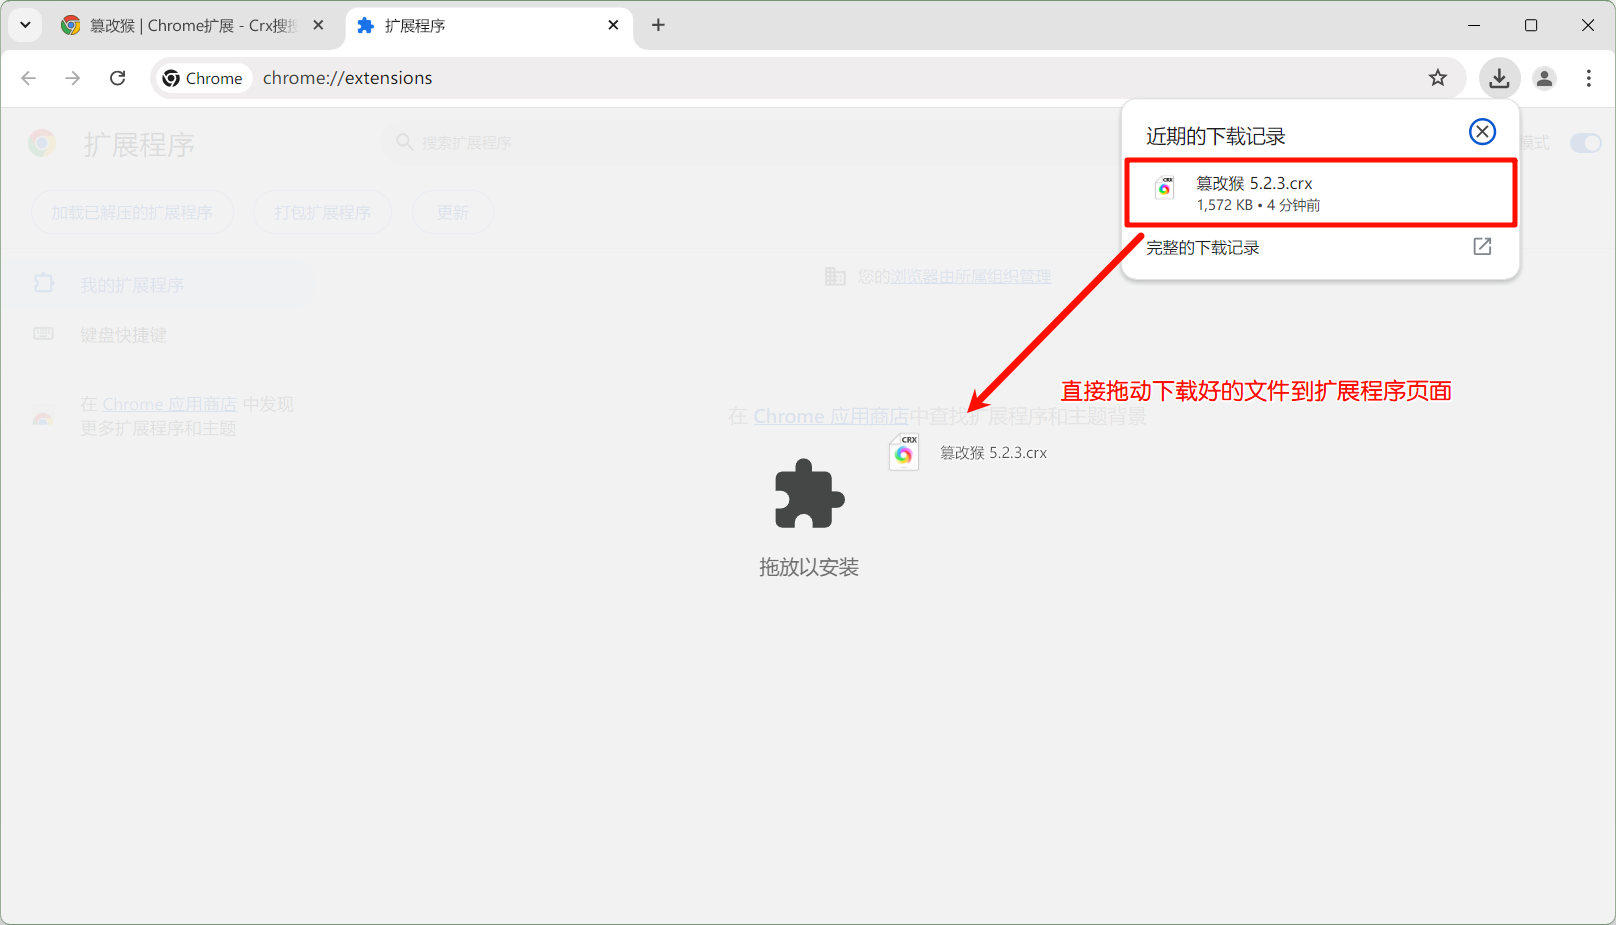 篡改猴 | Chrome扩展 - Crx搜
扩展程序
Chrome
chrome://extensions
扩展程序
搜索扩展程序
模式
近期的下载记录
篡改猴 5.2.3.crx
1,572 KB • 4 分钟前
完整的下载记录
加载已解压的扩展程序
打包扩展程序
更新
我的扩展程序
键盘快捷键
您的浏览器由所属组织管理
在 Chrome 应用商店 中发现
更多扩展程序和主题
直接拖动下载好的文件到扩展程序页面
在 Chrome 应用商店中查找扩展程序和主题背景
CRX
篡改猴 5.2.3.crx
拖放以安装